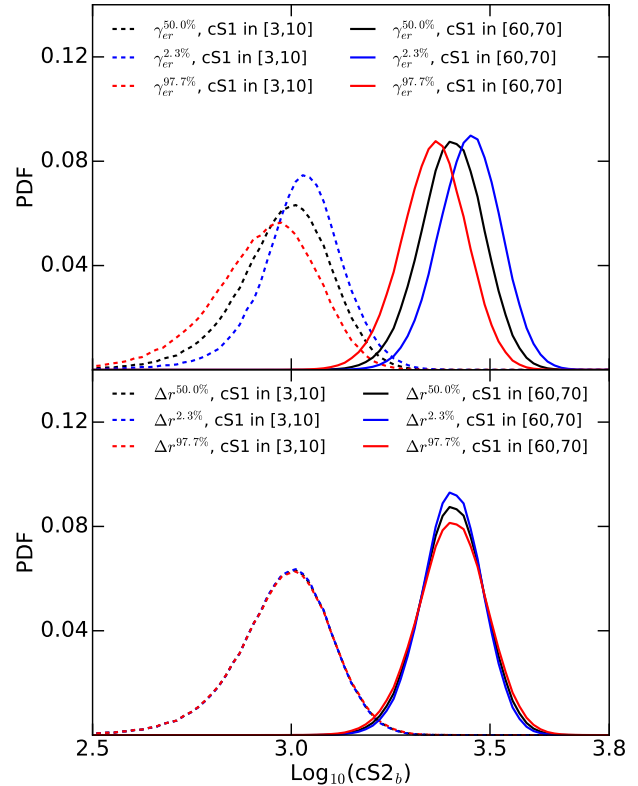 γ_er^50.0%, cS1 in [3,10] γ_er^50.0%, cS1 in [60,70]
γ_er^2.3%, cS1 in [3,10] γ_er^2.3%, cS1 in [60,70]
γ_er^97.7%, cS1 in [3,10] γ_er^97.7%, cS1 in [60,70]
0.12
0.08
0.04
PDF
Δr^50.0%, cS1 in [3,10] Δr^50.0%, cS1 in [60,70]
Δr^2.3%, cS1 in [3,10] Δr^2.3%, cS1 in [60,70]
Δr^97.7%, cS1 in [3,10] Δr^97.7%, cS1 in [60,70]
0.12
0.08
0.04
PDF
2.5 3.0 3.5 3.8
Log_10(cS2_b)